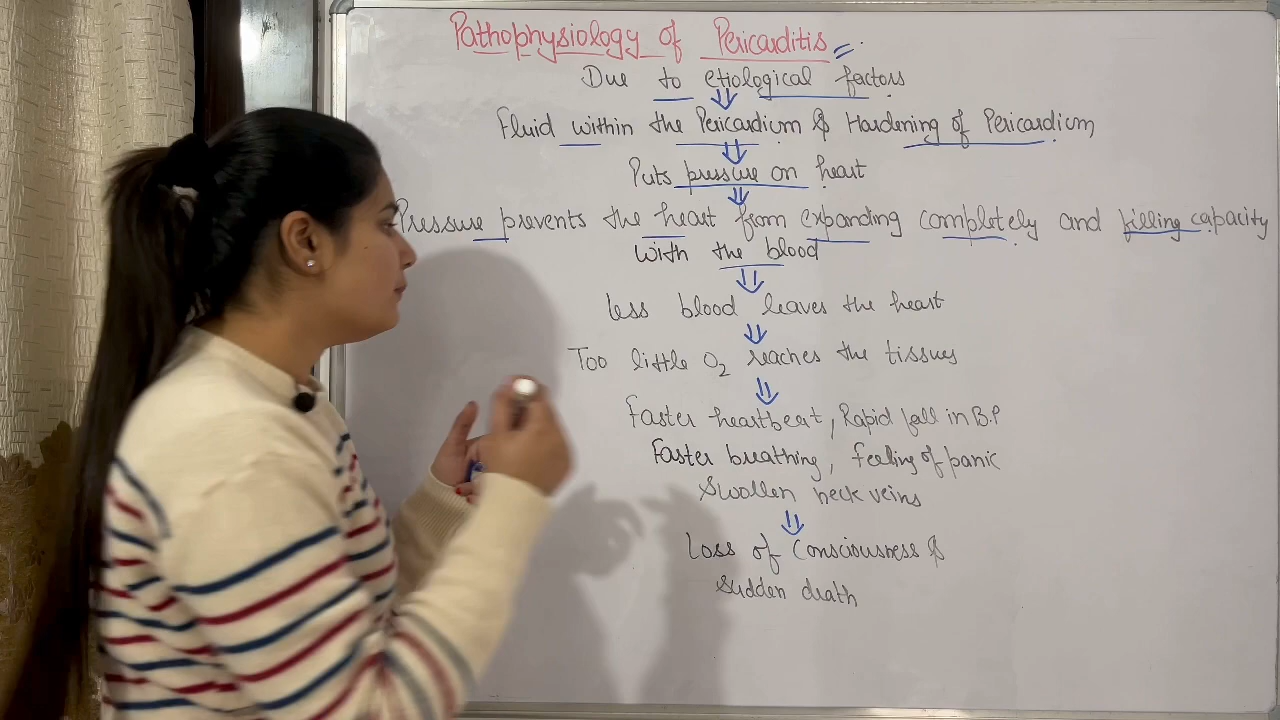 Pathophysiology of Pericarditis
Due to etiological factors
Fluid within the Pericardium & Hardening of Pericardium
Puts pressure on heart
Pressure prevents the heart from expanding completely and filling capacity
with the blood
less blood leaves the heart
Too little O2 reaches the tissues
Faster heartbeat, Rapid fall in B.P
Faster breathing, feeling of panic
Swollen neck veins
Loss of Consciousness &
Sudden death